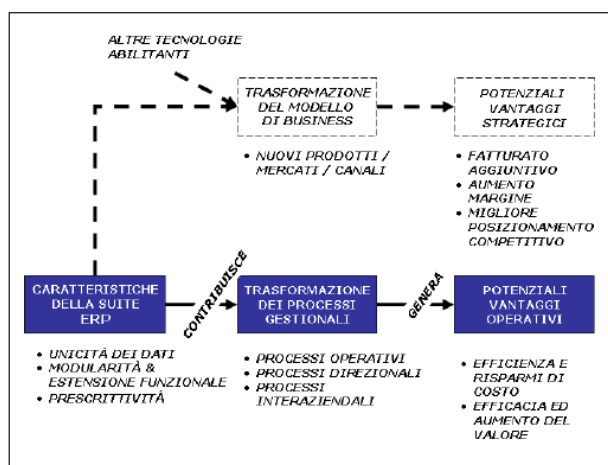 ALTRE TECNOLOGIE
ABILITANTI
TRASFORMAZIONE
DEL MODELLO
DI BUSINESS
POTENZIALI
VANTAGGI
STRATEGICI
• NUOVI PRODOTTI /
MERCATI / CANALI
• FATTURATO
AGGIUNTIVO
• AUMENTO
MARGINE
• MIGLIORE
POSIZIONAMENTO
COMPETITIVO
CARATTERISTICHE
DELLA SUITE
ERP
CONTRIBUISCE
TRASFORMAZIONE
DEI PROCESSI
GESTIONALI
GENERA
POTENZIALI
VANTAGGI
OPERATIVI
• UNICITÀ DEI DATI
• MODULARITÀ &
ESTENSIONE FUNZIONALE
• PRESCRITTIVITÀ
• PROCESSI OPERATIVI
• PROCESSI DIREZIONALI
• PROCESSI
INTERAZIENDALI
• EFFICIENZA E
RISPARMI DI
COSTO
• EFFICACIA ED
AUMENTO DEL
VALORE